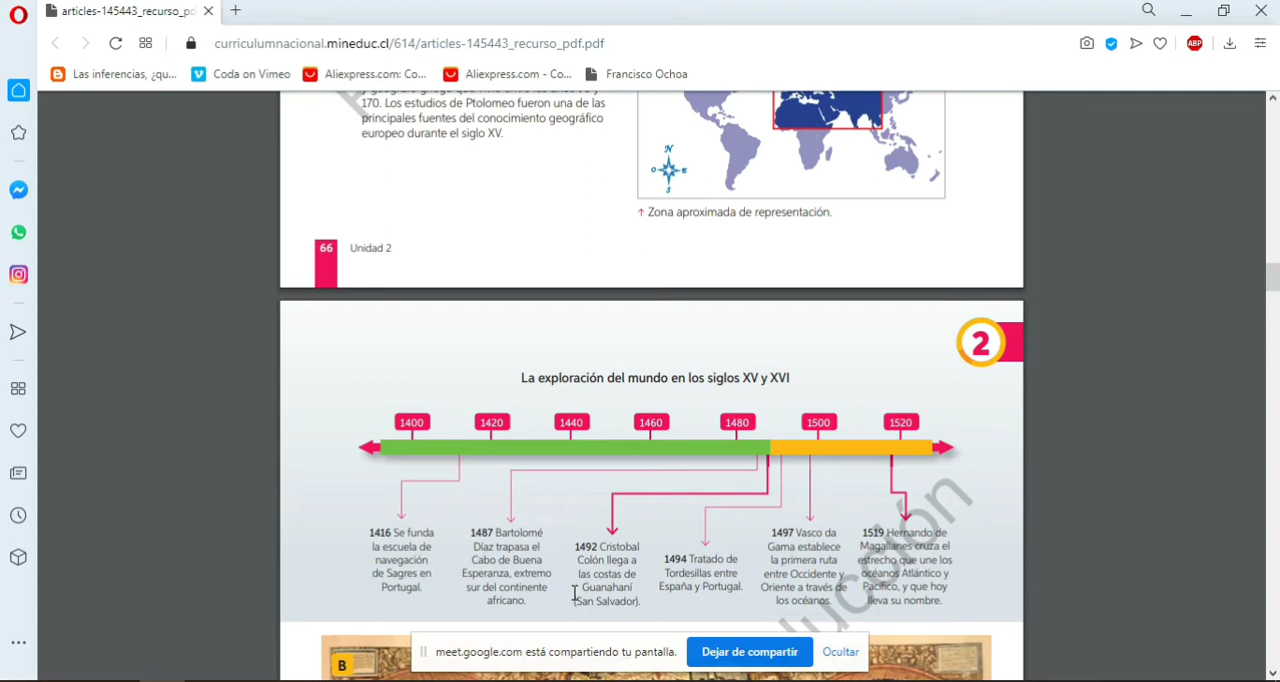 articles-145443_recurso_pd
curriculumnacional.mineduc.cl/614/articles-145443_recurso_pdf.pdf
ABP
Las inferencias, ¿qu...
Coda on Vimeo
Aliexpress.com: Co...
Aliexpress.com - Co...
Francisco Ochoa
170. Los estudios de Ptolomeo fueron una de las
principales fuentes del conocimiento geográfico
europeo durante el siglo XV.
N
O E
S
↑ Zona aproximada de representación.
66 Unidad 2
2
La exploración del mundo en los siglos XV y XVI
1400 1420 1440 1460 1480 1500 1520
1416 Se funda
la escuela de
navegación
de Sagres en
Portugal.
1487 Bartolomé
Díaz traspasa el
Cabo de Buena
Esperanza, extremo
sur del continente
africano.
1492 Cristobal
Colón llega a
las costas de
Guanahaní
(San Salvador).
1494 Tratado de
Tordesillas entre
España y Portugal.
1497 Vasco da
Gama establece
la primera ruta
entre Occidente y
Oriente a través de
los océanos.
1519 Hernando de
Magallanes cruza el
estrecho que une los
océanos Atlántico y
Pacífico, y que hoy
lleva su nombre.
ucción
B
meet.google.com está compartiendo tu pantalla.
Dejar de compartir
Ocultar